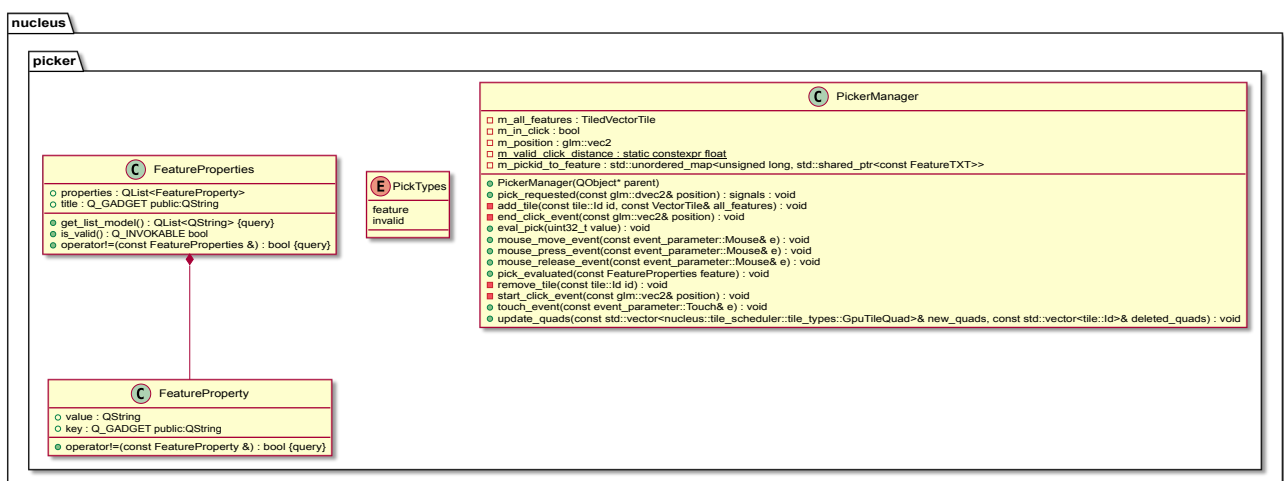 nucleus
picker
C PickerManager
m_all_features : TiledVectorTile
m_in_click : bool
m_position : glm::vec2
m_valid_click_distance : static constexpr float
m_pickid_to_feature : std::unordered_map<unsigned long, std::shared_ptr<const FeatureTXT>>
PickerManager(QObject* parent)
pick_requested(const glm::dvec2& position) : signals : void
add_tile(const tile::Id id, const VectorTile& all_features) : void
end_click_event(const glm::vec2& position) : void
eval_pick(uint32_t value) : void
mouse_move_event(const event_parameter::Mouse& e) : void
mouse_press_event(const event_parameter::Mouse& e) : void
mouse_release_event(const event_parameter::Mouse& e) : void
pick_evaluated(const FeatureProperties feature) : void
remove_tile(const tile::Id id) : void
start_click_event(const glm::vec2& position) : void
touch_event(const event_parameter::Touch& e) : void
update_quads(const std::vector<nucleus::tile_scheduler::tile_types::GpuTileQuad>& new_quads, const std::vector<tile::Id>& deleted_quads) : void
C FeatureProperties
properties : QList<FeatureProperty>
title : Q_GADGET public:QString
get_list_model() : QList<QString> {query}
is_valid() : Q_INVOKABLE bool
operator!=(const FeatureProperties &) : bool {query}
E PickTypes
feature
invalid
C FeatureProperty
value : QString
key : Q_GADGET public:QString
operator!=(const FeatureProperty &) : bool {query}